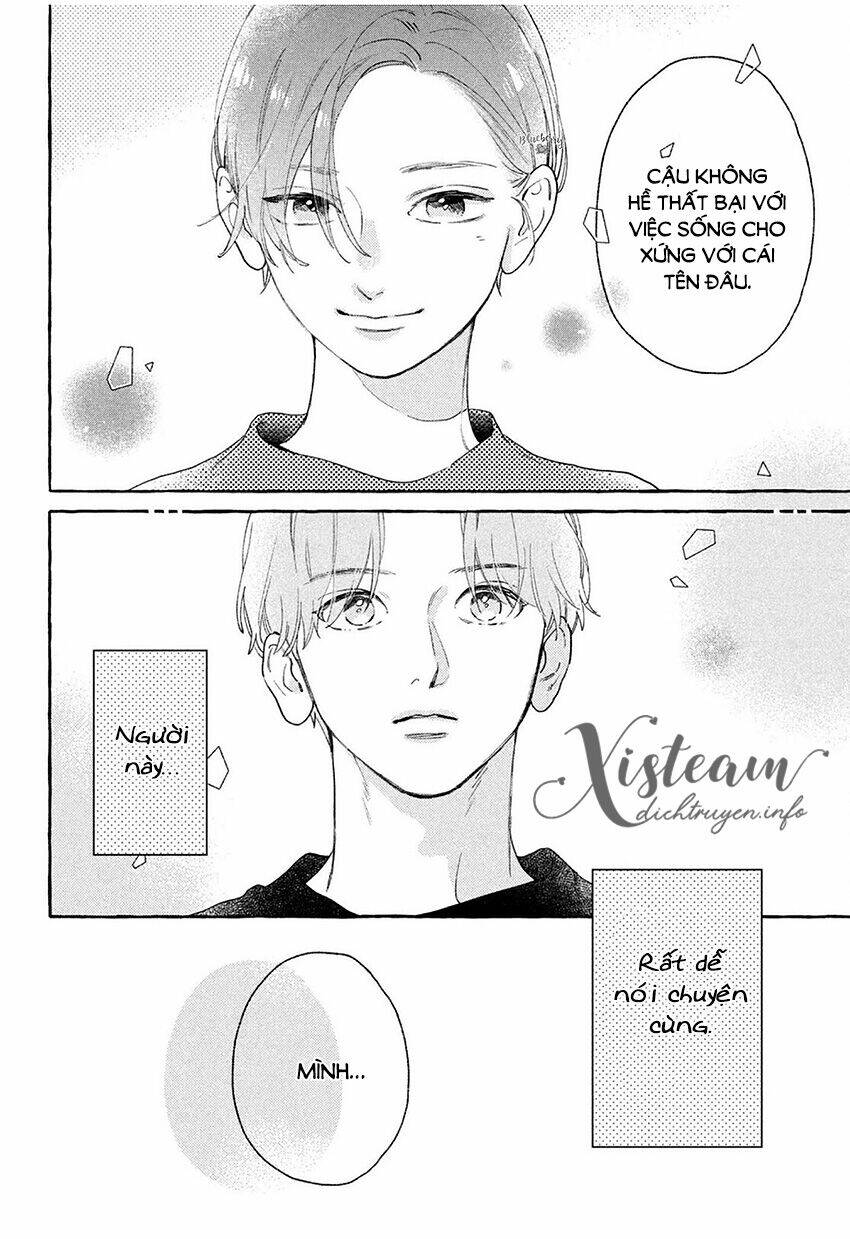 Blueberry
CẬU KHÔNG
HỀ THẤT BẠI VỚI
VIỆC SỐNG CHO
XỨNG VỚI CÁI
TÊN ĐÂU.
Người
này...
Xisteam
dichtruyen.info
Rất dễ
nói chuyện
cùng.
MÌNH...